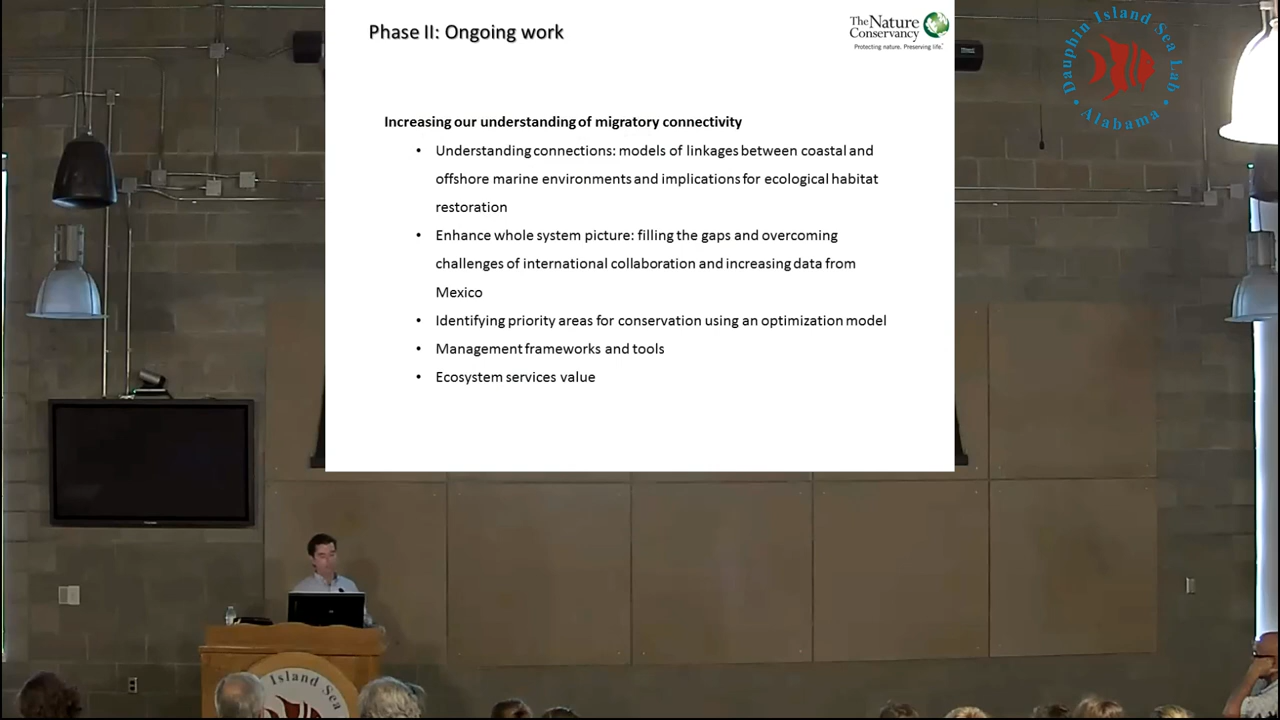 Phase II: Ongoing work
The Nature
Conservancy
Protecting nature. Preserving life.™
Dauphin Island Sea Lab
Alabama
Increasing our understanding of migratory connectivity
• Understanding connections: models of linkages between coastal and
offshore marine environments and implications for ecological habitat
restoration
• Enhance whole system picture: filling the gaps and overcoming
challenges of international collaboration and increasing data from
Mexico
• Identifying priority areas for conservation using an optimization model
• Management frameworks and tools
• Ecosystem services value
Island Sea